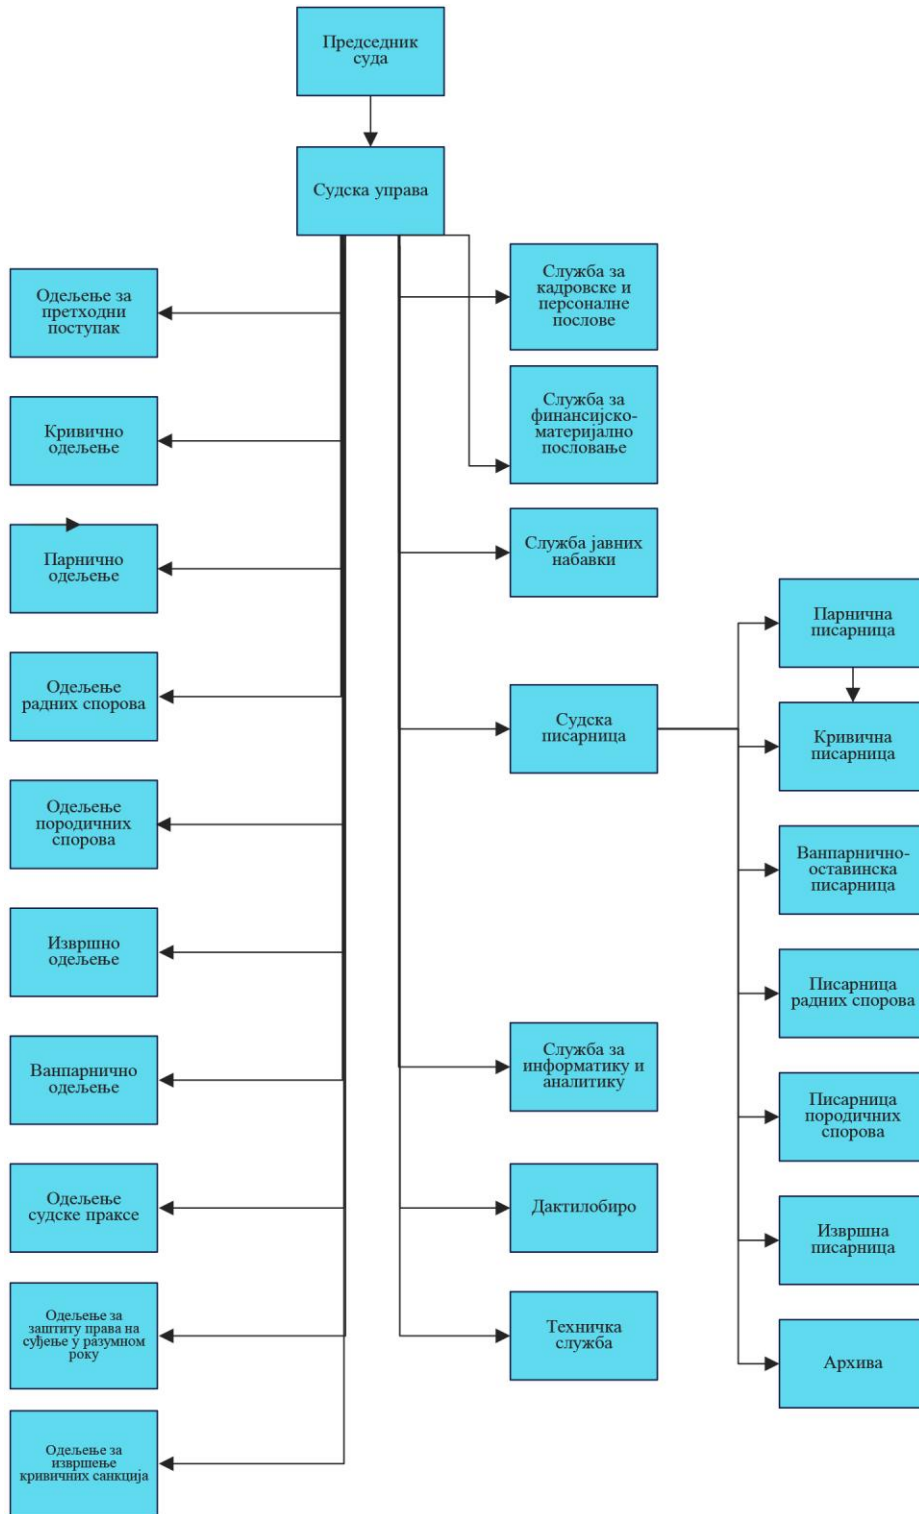 Председник
суда
Судска управа
Одељење за
претходни
поступак
Кривично
одељење
Парнично
одељење
Одељење
радних спорова
Одељење
породичних
спорова
Извршно
одељење
Ванпарнично
одељење
Одељење
судске праксе
Одељење за
заштиту права на
суђење у разумном
року
Одељење за
извршење
кривичних санкција
Служба за
кадровске и
персоналне
послове
Служба за
финансијско-
материјално
пословање
Служба јавних
набавки
Судска
писарница
Служба за
информатику и
аналитику
Дактилобиро
Техничка
служба
Парнична
писарница
Кривична
писарница
Ванпарнично-
оставинска
писарница
Писарница
радних спорова
Писарница
породичних
спорова
Извршна
писарница
Архива